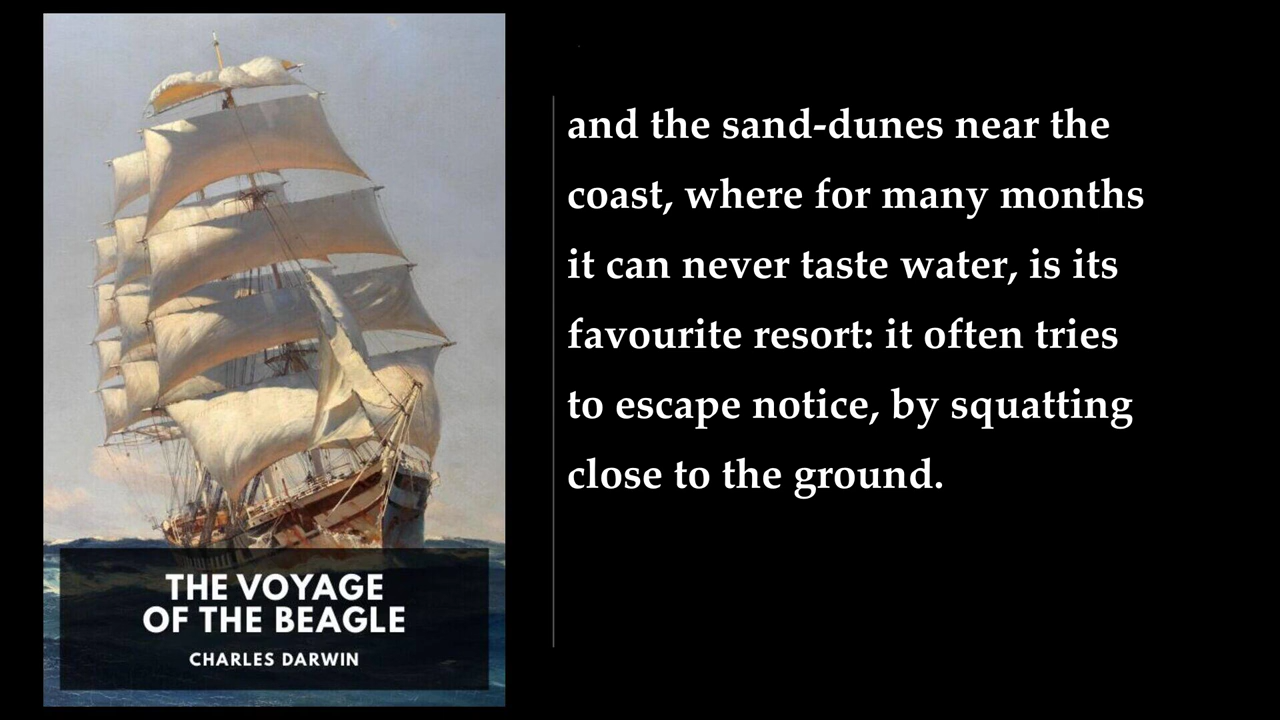 THE VOYAGE
OF THE BEAGLE
CHARLES DARWIN
and the sand-dunes near the
coast, where for many months
it can never taste water, is its
favourite resort: it often tries
to escape notice, by squatting
close to the ground.